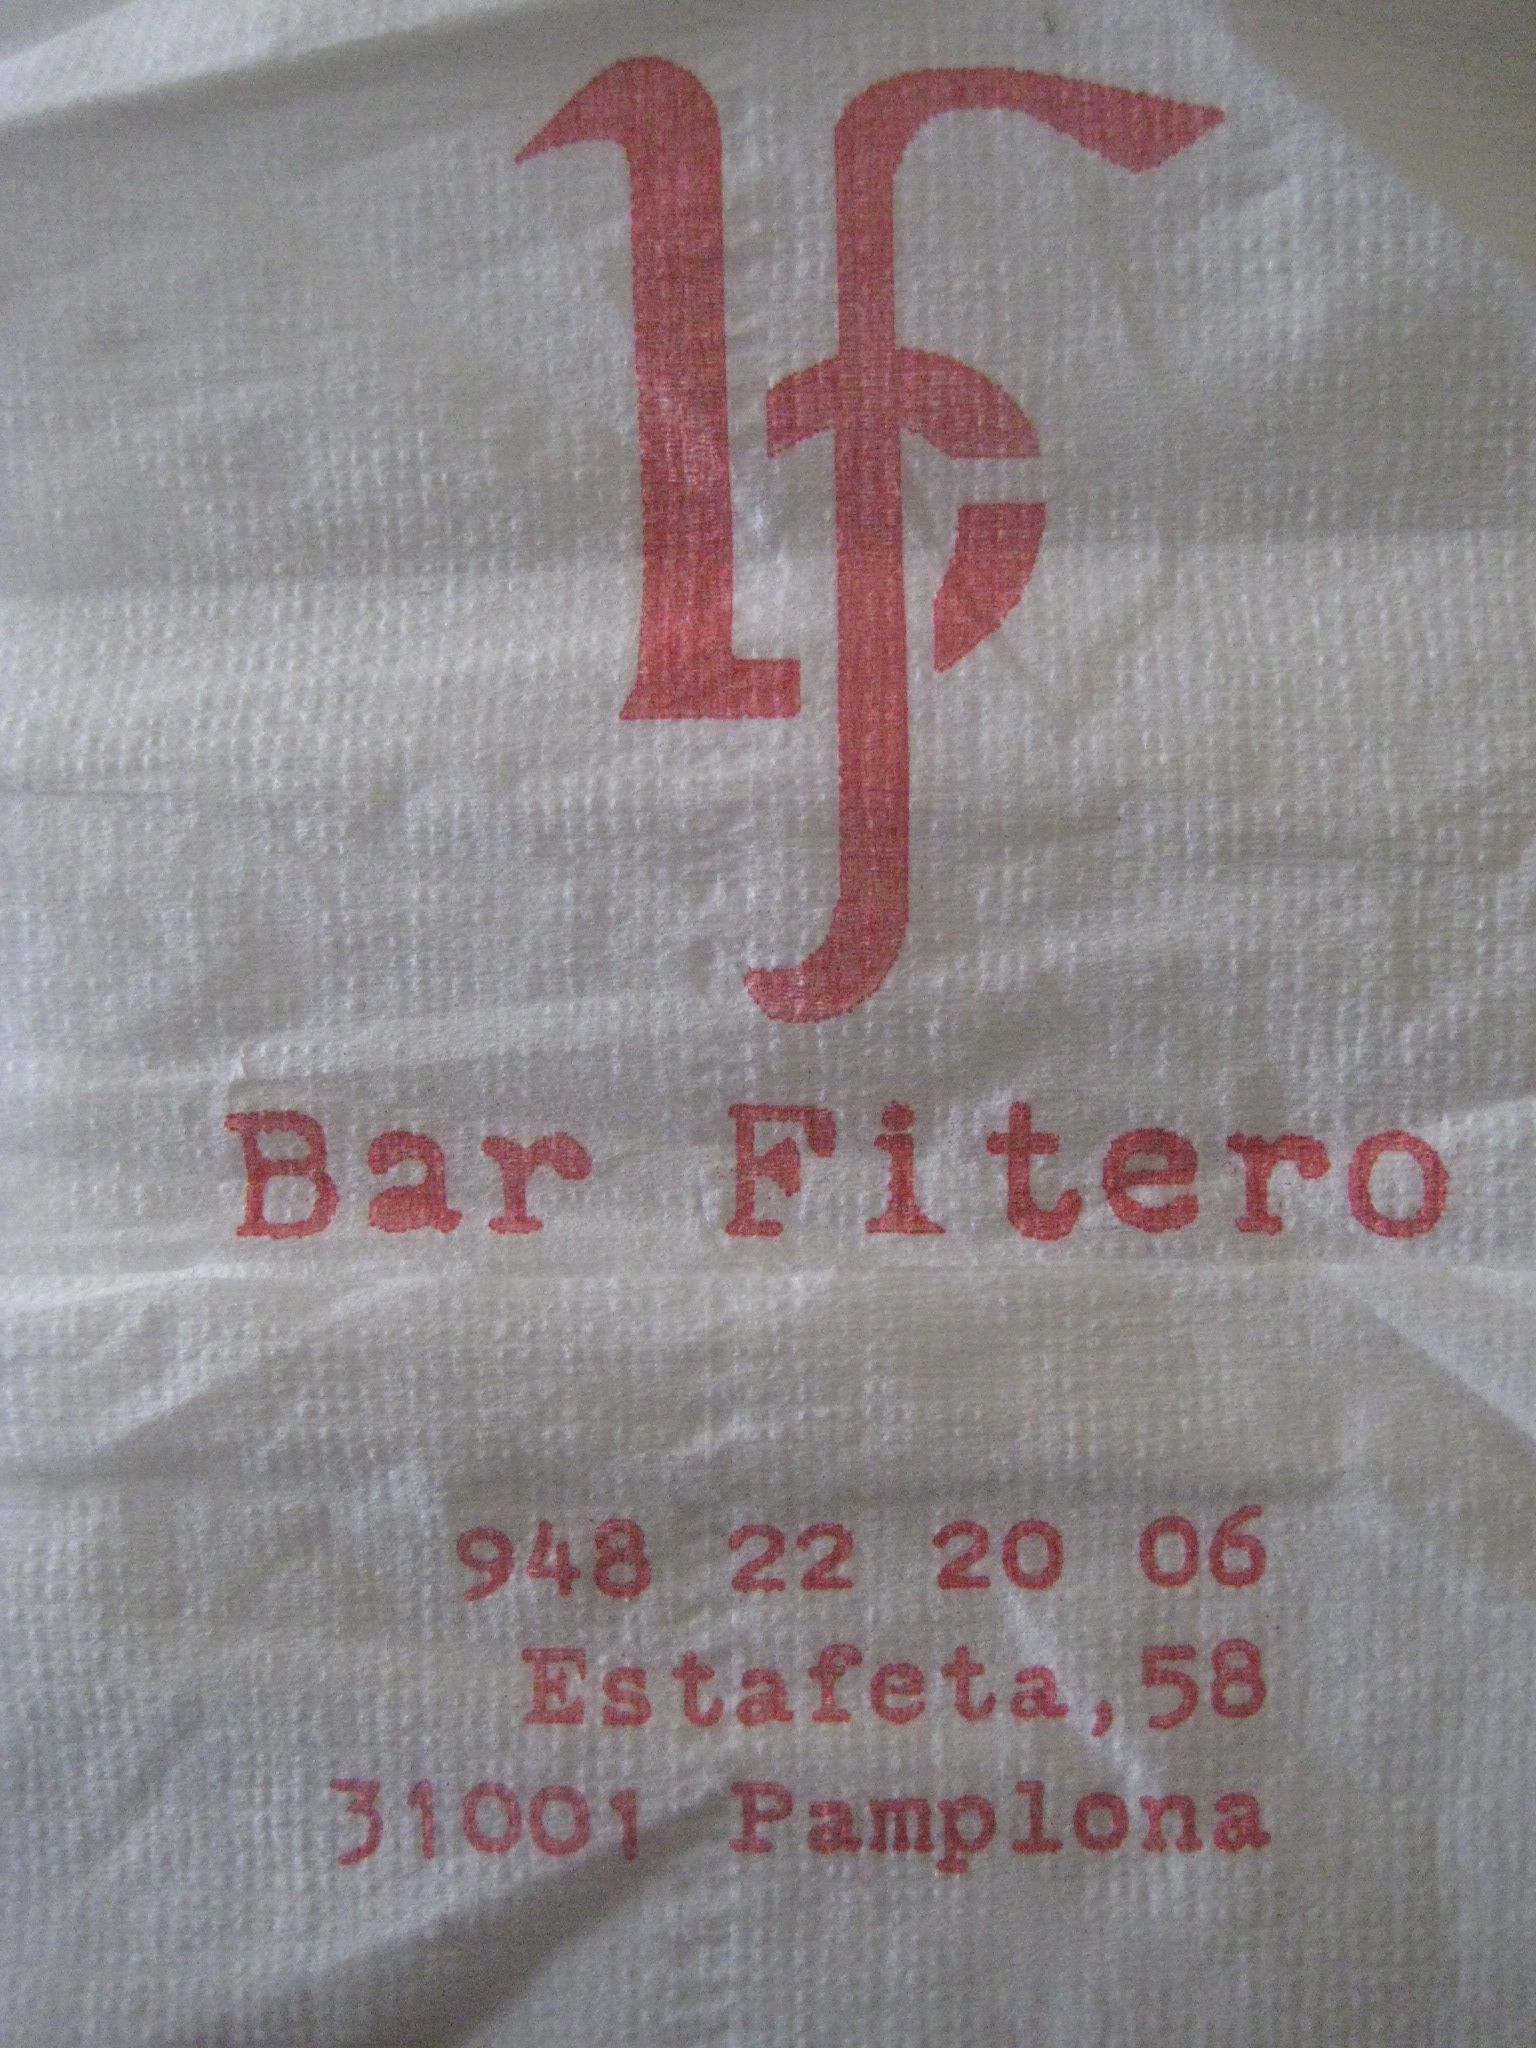 Bar Fitero
948 22 20 06
Estafeta,58
31001 Pamplona